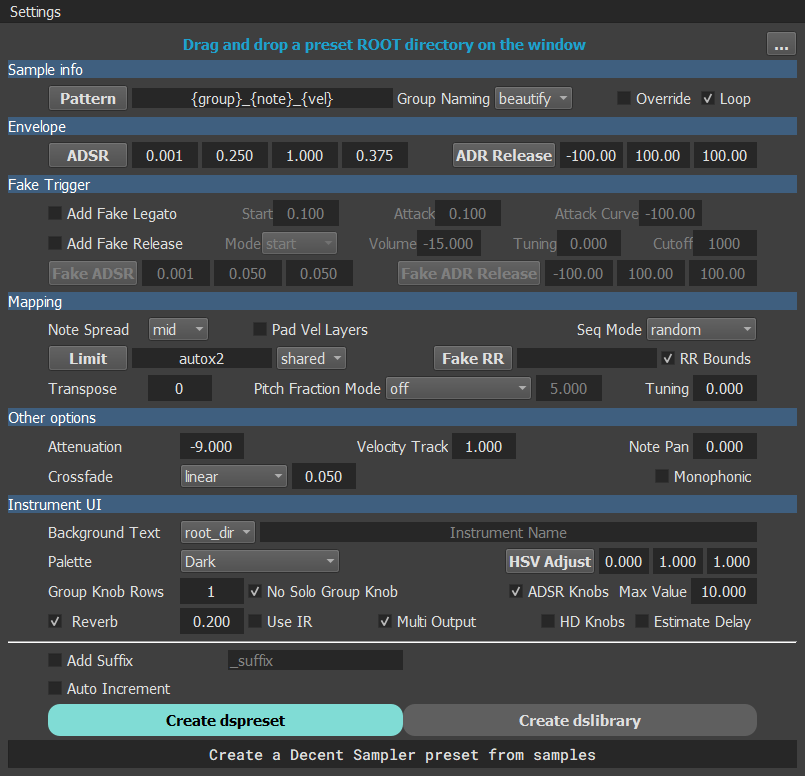 Settings
Drag and drop a preset ROOT directory on the window ...
Sample info
Pattern {group}_{note}_{vel} Group Naming beautify Override Loop
Envelope
ADSR 0.001 0.250 1.000 0.375 ADR Release -100.00 100.00 100.00
Fake Trigger
Add Fake Legato Start 0.100 Attack 0.100 Attack Curve -100.00
Add Fake Release Mode start Volume -15.000 Tuning 0.000 Cutoff 1000
Fake ADSR 0.001 0.050 0.050 Fake ADR Release -100.00 100.00 100.00
Mapping
Note Spread mid Pad Vel Layers Seq Mode random
Limit autox2 shared Fake RR RR Bounds
Transpose 0 Pitch Fraction Mode off 5.000 Tuning 0.000
Other options
Attenuation -9.000 Velocity Track 1.000 Note Pan 0.000
Crossfade linear 0.050 Monophonic
Instrument UI
Background Text root_dir Instrument Name
Palette Dark HSV Adjust 0.000 1.000 1.000
Group Knob Rows 1 No Solo Group Knob ADSR Knobs Max Value 10.000
Reverb 0.200 Use IR Multi Output HD Knobs Estimate Delay
Add Suffix _suffix
Auto Increment
Create dspreset Create dslibrary
Create a Decent Sampler preset from samples